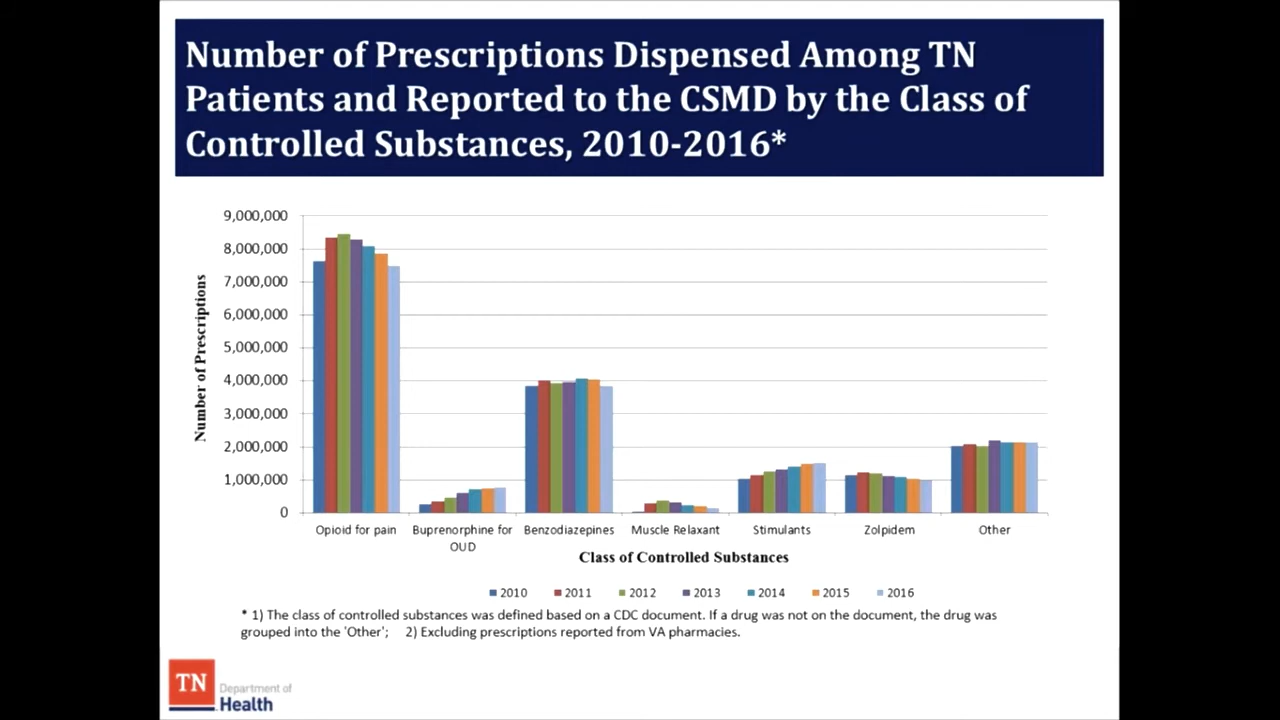 Number of Prescriptions Dispensed Among TN
Patients and Reported to the CSMD by the Class of
Controlled Substances, 2010-2016*
9,000,000
8,000,000
7,000,000
6,000,000
5,000,000
4,000,000
3,000,000
2,000,000
1,000,000
0
Number of Prescriptions
Opioid for pain
Buprenorphine for
OUD
Benzodiazepines
Muscle Relaxant
Stimulants
Zolpidem
Other
Class of Controlled Substances
2010 2011 2012 2013 2014 2015 2016
* 1) The class of controlled substances was defined based on a CDC document. If a drug was not on the document, the drug was
grouped into the 'Other'; 2) Excluding prescriptions reported from VA pharmacies.
TN
Department of
Health